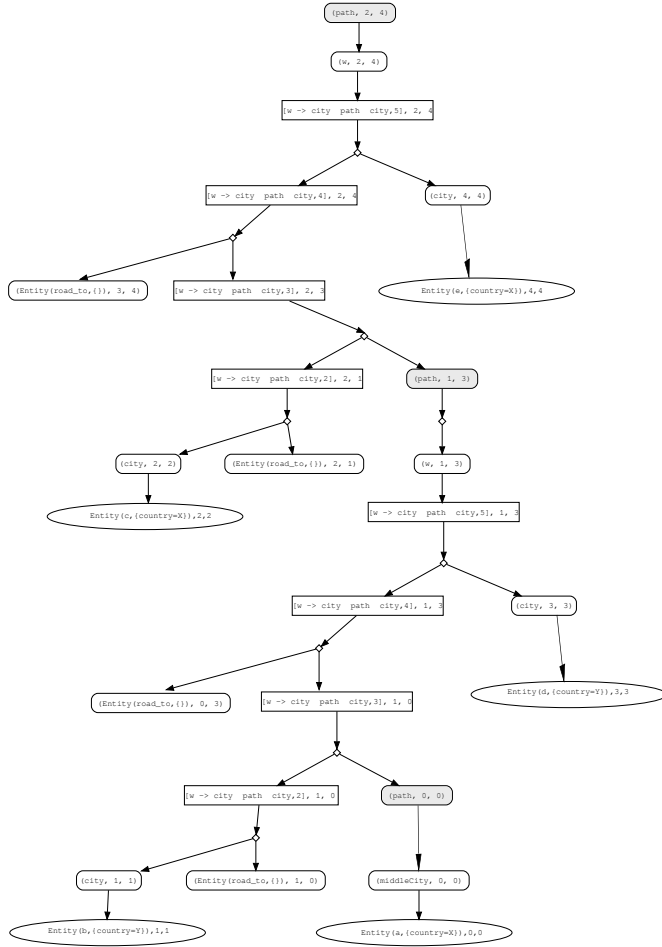 (path, 2, 4)
(w, 2, 4)
[w -> city path city,5], 2, 4
[w -> city path city,4], 2, 4
(city, 4, 4)
(Entity(road_to,{}), 3, 4)
[w -> city path city,3], 2, 3
Entity(e,{country=X}),4,4
[w -> city path city,2], 2, 1
(path, 1, 3)
(city, 2, 2)
(Entity(road_to,{}), 2, 1)
(w, 1, 3)
Entity(c,{country=X}),2,2
[w -> city path city,5], 1, 3
[w -> city path city,4], 1, 3
(city, 3, 3)
(Entity(road_to,{}), 0, 3)
[w -> city path city,3], 1, 0
Entity(d,{country=Y}),3,3
[w -> city path city,2], 1, 0
(path, 0, 0)
(city, 1, 1)
(Entity(road_to,{}), 1, 0)
(middleCity, 0, 0)
Entity(b,{country=Y}),1,1
Entity(a,{country=X}),0,0